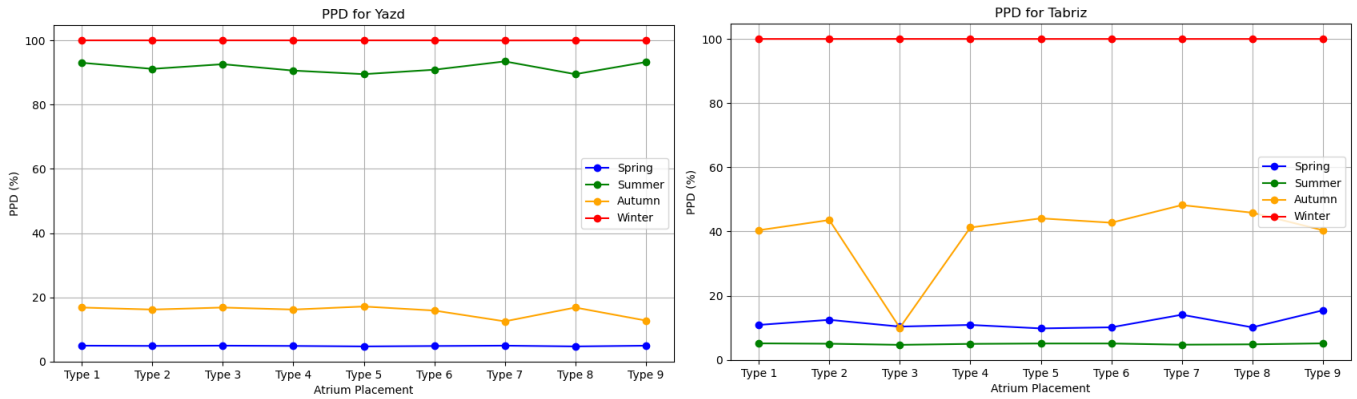 PPD for Yazd
PPD (%)
100
80
60
40
20
0
Spring
Summer
Autumn
Winter
Type 1 Type 2 Type 3 Type 4 Type 5 Type 6 Type 7 Type 8 Type 9
Atrium Placement
PPD for Tabriz
PPD (%)
100
80
60
40
20
0
Spring
Summer
Autumn
Winter
Type 1 Type 2 Type 3 Type 4 Type 5 Type 6 Type 7 Type 8 Type 9
Atrium Placement